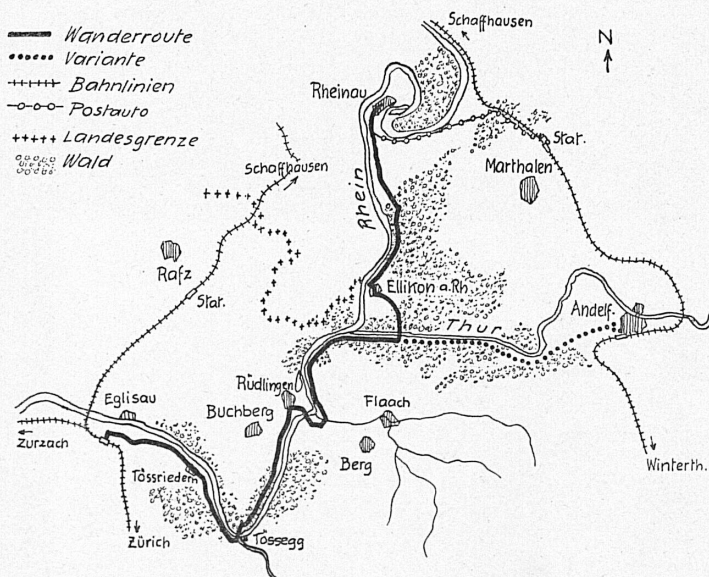 Wanderroute
Variante
Bahnlinien
Postauto
Landesgrenze
Wald
Schaffhausen
N
Rheinau
Stat.
Marthalen
Schaffhausen
Rhein
Rafz
Stat.
Ellikon a.Rh.
Thur
Andelf.
Rüdlingen
Eglisau
Buchberg
Flaach
Zurzach
Berg
Tössriedern
Winterth.
Zürich
Tössegg